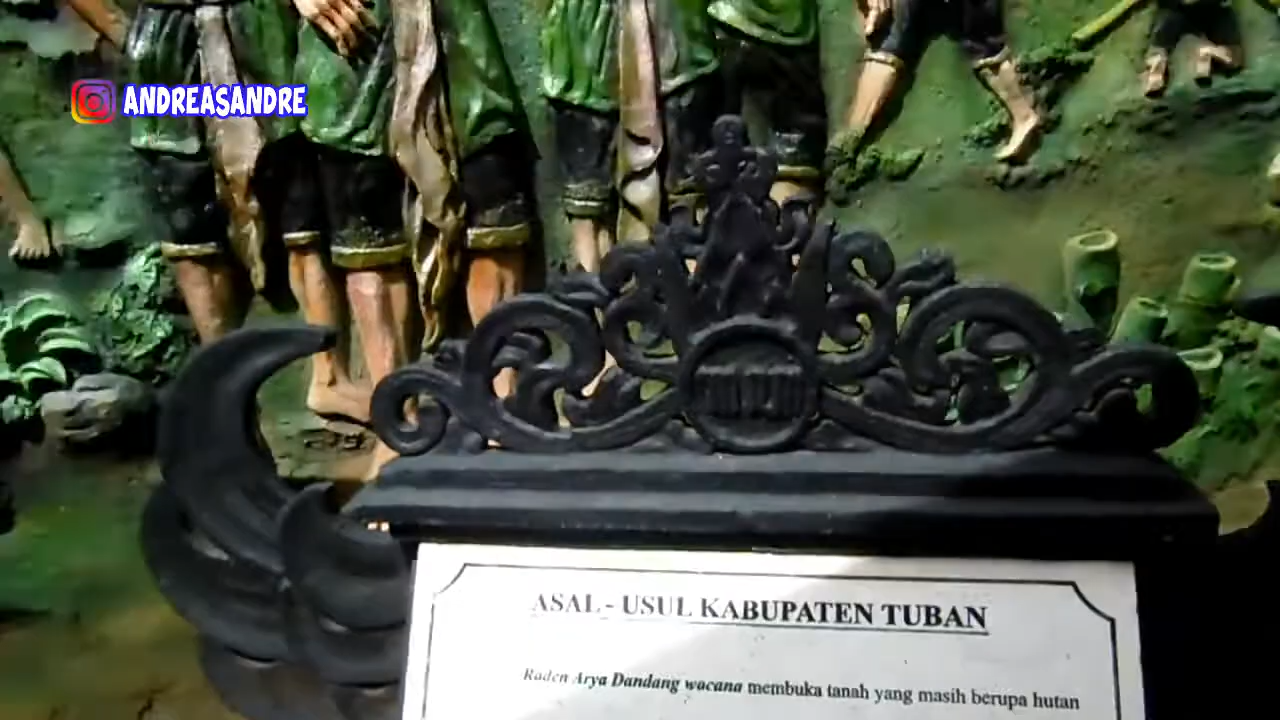 ANDREASANDRE
ASAL - USUL KABUPATEN TUBAN
Raden Arya Dandang wacana membuka tanah yang masih berupa hutan